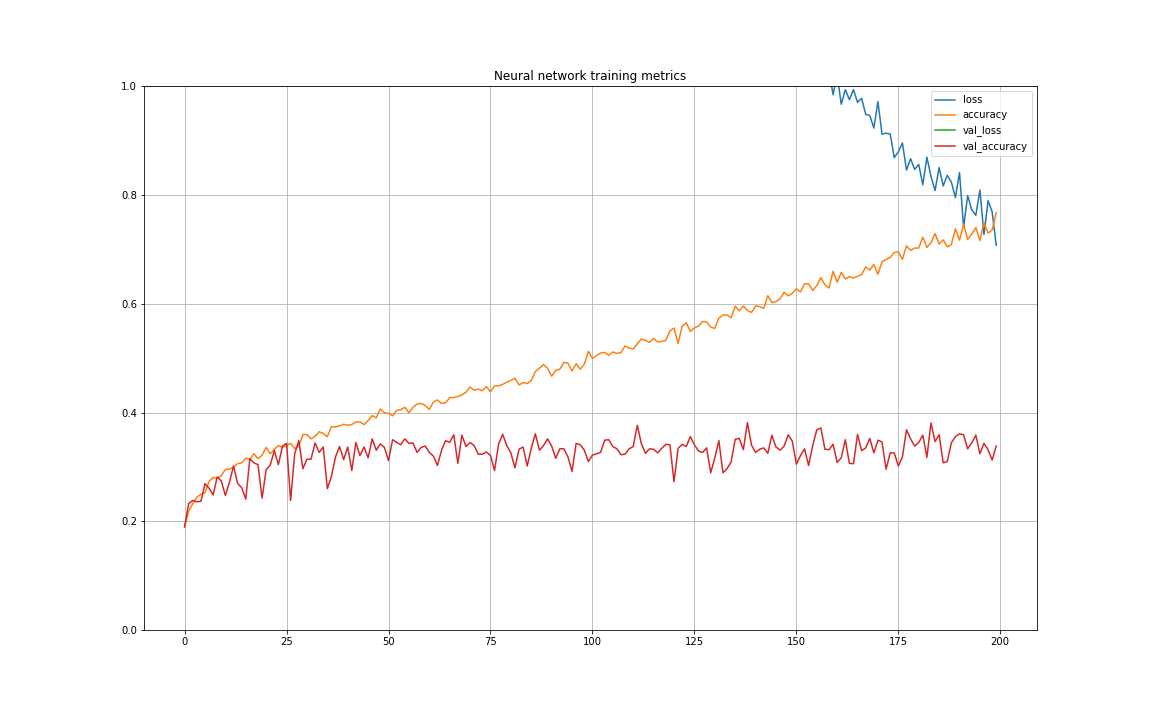 Neural network training metrics
1.0
loss
accuracy
val_loss
val_accuracy
0.8
0.6
0.4
0.2
0.0
0 25 50 75 100 125 150 175 200